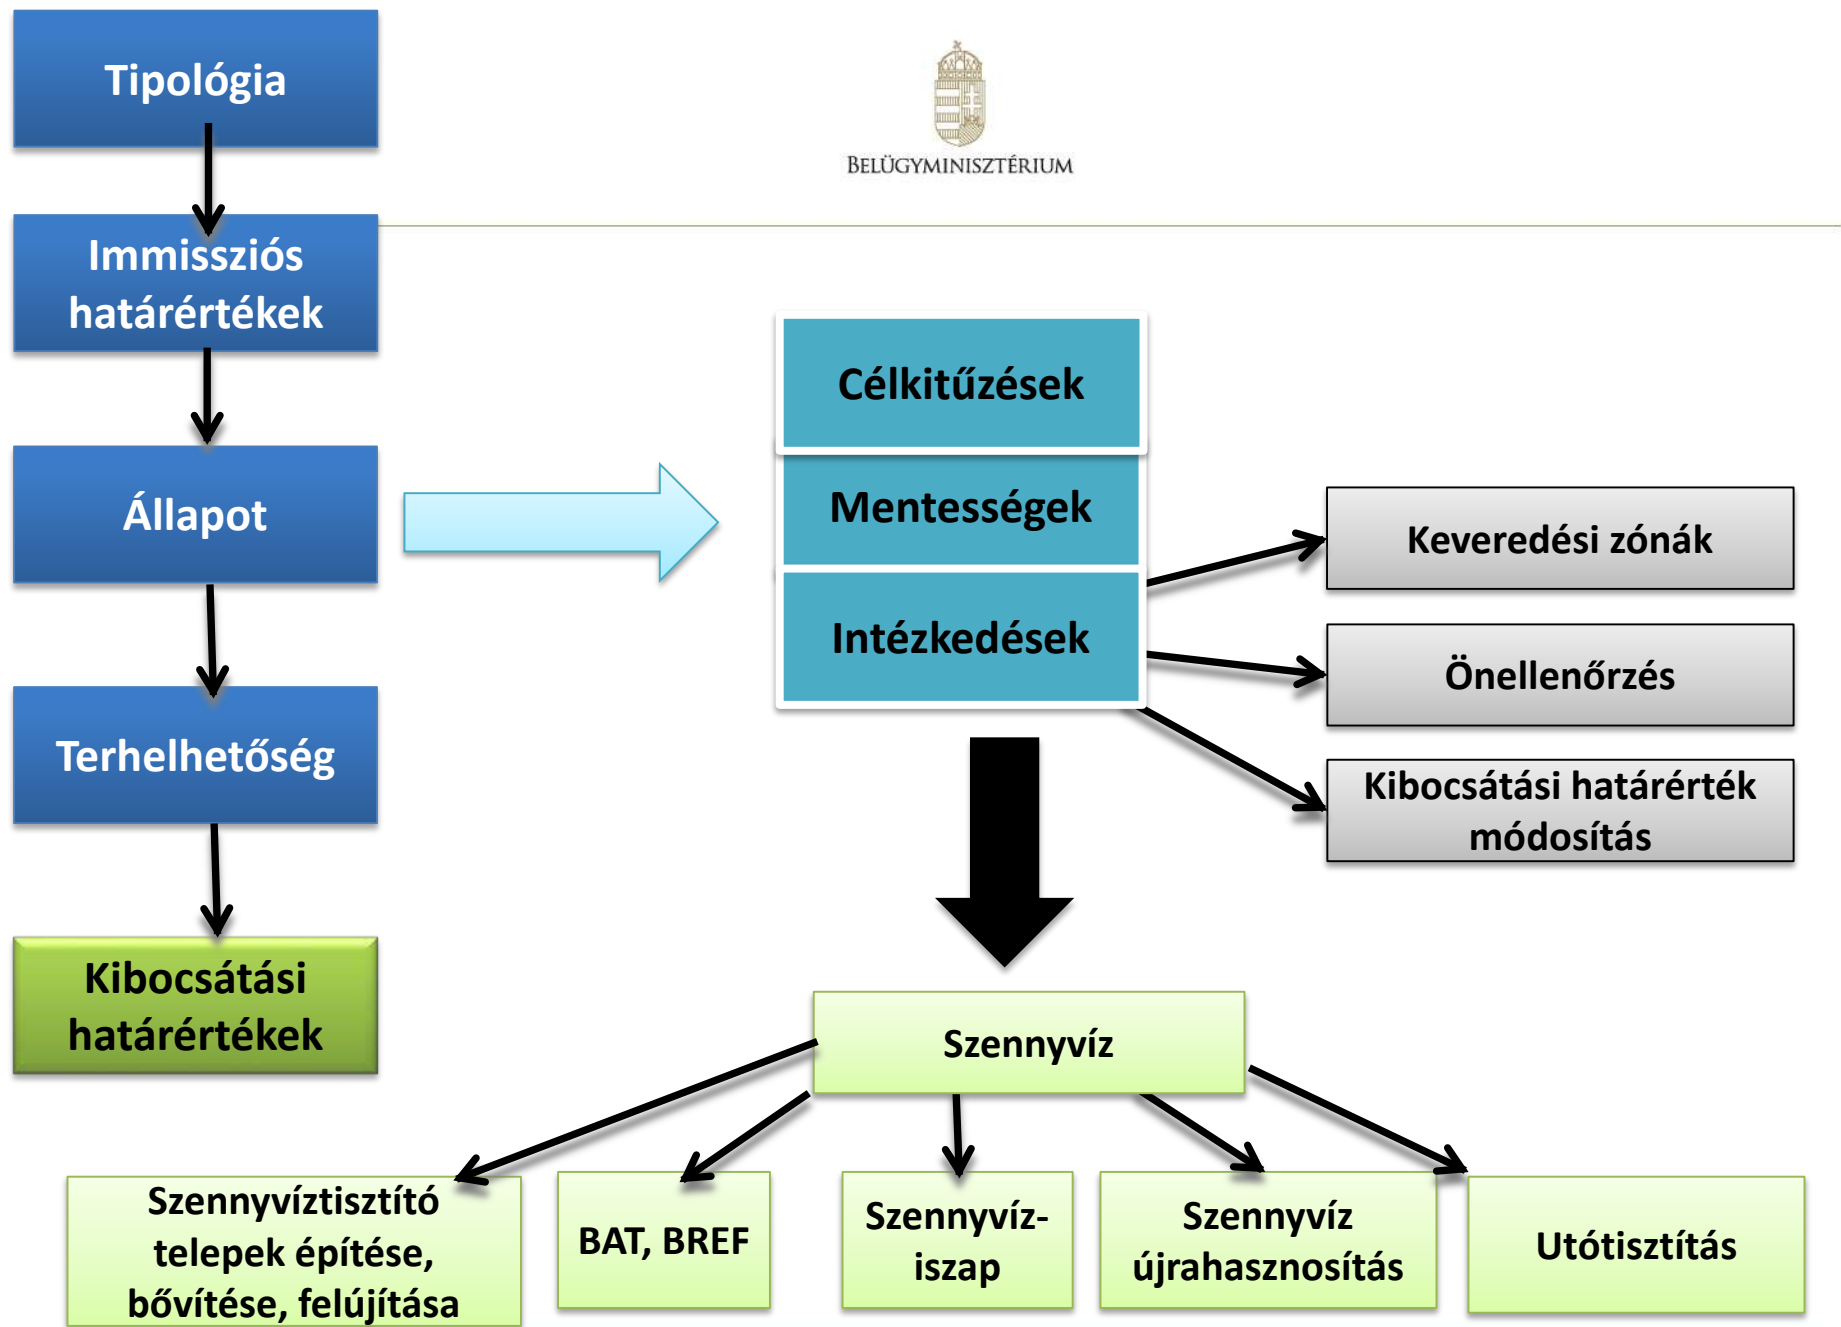 Tipológia
BELÜGYMINISZTÉRIUM
Immissziós
határértékek
Állapot
Terhelhetőség
Kibocsátási
határértékek
Célkitűzések
Mentességek
Intézkedések
Keveredési zónák
Önellenőrzés
Kibocsátási határérték
módosítás
Szennyvíz
Szennyvíztisztító
telepek építése,
bővítése, felújítása
BAT, BREF
Szennyvíz-
iszap
Szennyvíz
újrahasznosítás
Utótisztítás